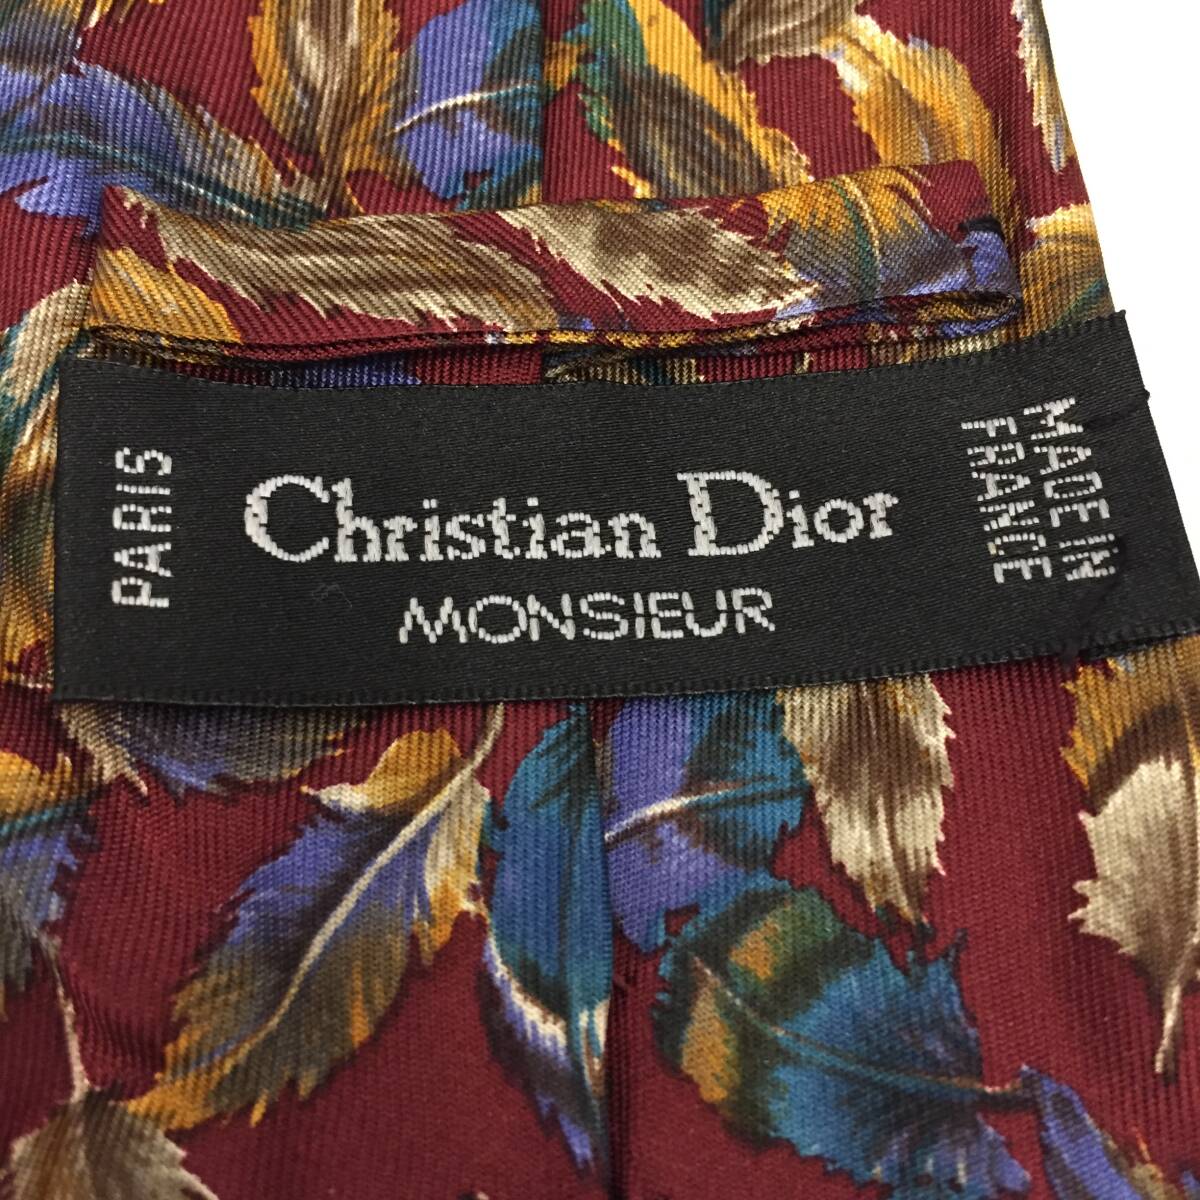 PARIS
Christian Dior
MONSIEUR
MADE IN
FRANCE